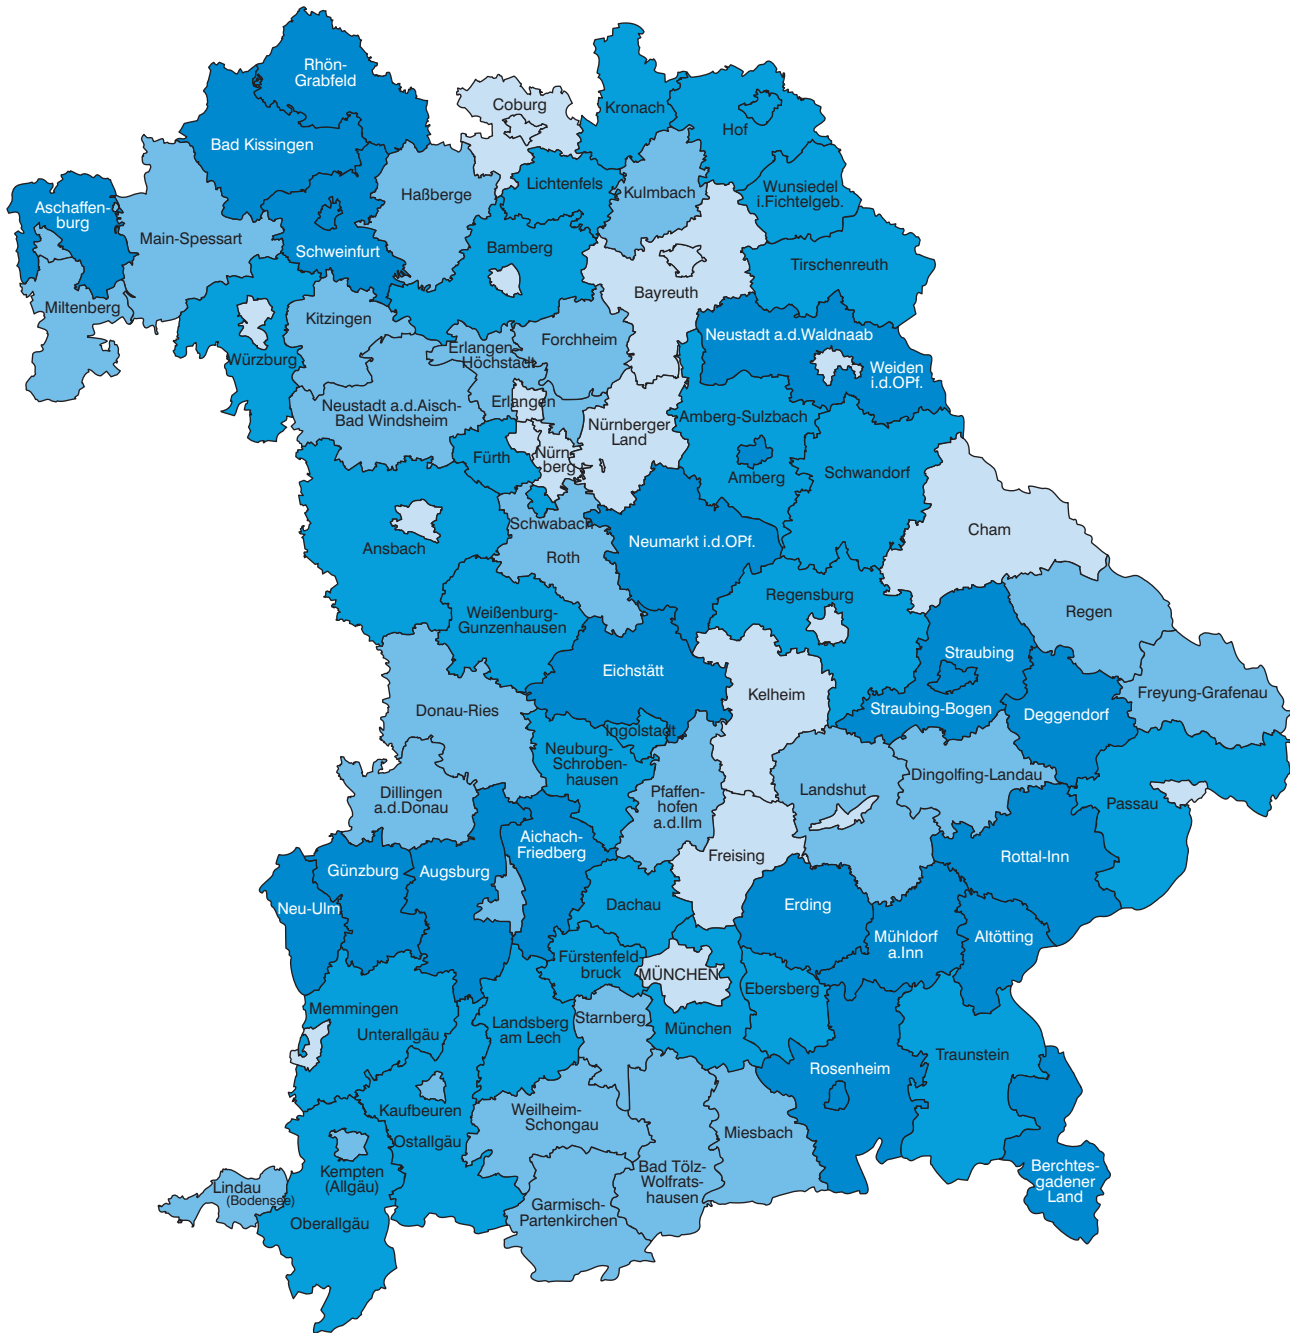 Rhön-
Grabfeld
Coburg
Kronach
Hof
Bad Kissingen
Haßberge
Lichtenfels
Kulmbach
Wunsiedel
i.Fichtelgeb.
Aschaffen-
burg
Main-Spessart
Schweinfurt
Bamberg
Tirschenreuth
Bayreuth
Miltenberg
Kitzingen
Würzburg
Erlangen-
Höchstadt
Forchheim
Neustadt a.d.Waldnaab
Weiden
i.d.OPf.
Neustadt a.d.Aisch-
Bad Windsheim
Erlangen
Nürnberger
Land
Amberg-Sulzbach
Fürth
Nürn-
berg
Amberg
Schwandorf
Cham
Ansbach
Schwabach
Roth
Neumarkt i.d.OPf.
Weißenburg-
Gunzenhausen
Regensburg
Regen
Straubing
Eichstätt
Kelheim
Straubing-Bogen
Deggendorf
Freyung-Grafenau
Donau-Ries
Ingolstadt
Neuburg-
Schroben-
hausen
Dillingen
a.d.Donau
Pfaffen-
hofen
a.d.Ilm
Landshut
Dingolfing-Landau
Passau
Aichach-
Friedberg
Freising
Rottal-Inn
Günzburg
Augsburg
Neu-Ulm
Dachau
Erding
Mühldorf
a.Inn
Altötting
Fürstenfeld
bruck
MÜNCHEN
Ebersberg
Memmingen
Unterallgäu
Landsberg
am Lech
Starnberg
München
Traunstein
Rosenheim
Kaufbeuren
Ostallgäu
Weilheim-
Schongau
Miesbach
Kempten
(Allgäu)
Bad Tölz-
Wolfrats-
hausen
Berchtes-
gadener
Land
Lindau
(Bodensee)
Oberallgäu
Garmisch-
Partenkirchen